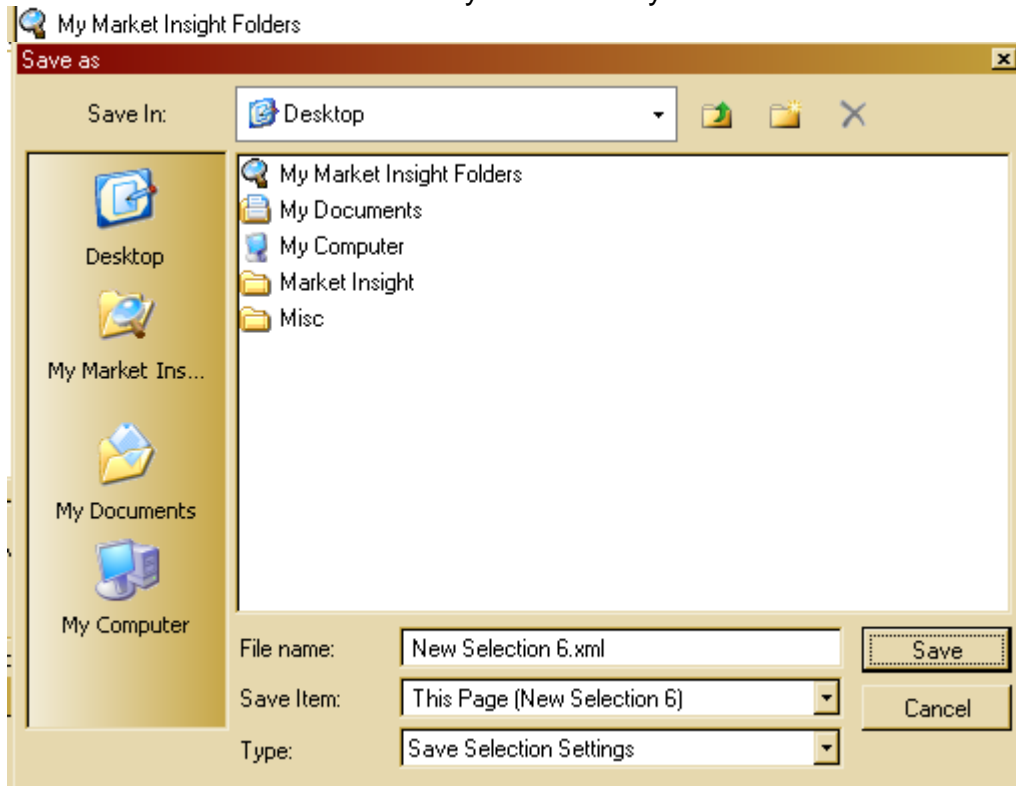 My Market Insight Folders
Save as
Save In:
Desktop
My Market Insight Folders
My Documents
My Computer
Market Insight
Misc
Desktop
My Market Ins...
My Documents
My Computer
File name:
New Selection 6.xml
Save
Save Item:
This Page (New Selection 6)
Cancel
Type:
Save Selection Settings